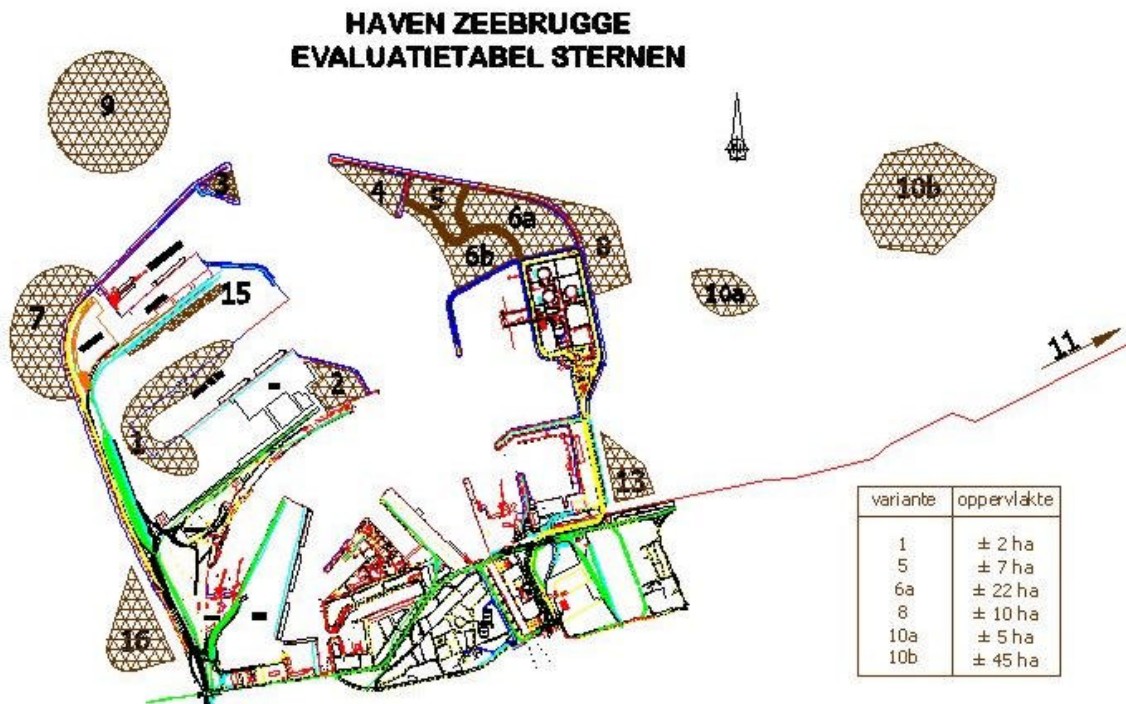 HAVEN ZEEBRUGGE
EVALUATIETABEL STERNEN
9
3
4
5
6a
6b
8
10b
10a
7
15
11
2
1
13
16
variante oppervlakte
1 ± 2 ha
5 ± 7 ha
6a ± 22 ha
8 ± 10 ha
10a ± 5 ha
10b ± 45 ha